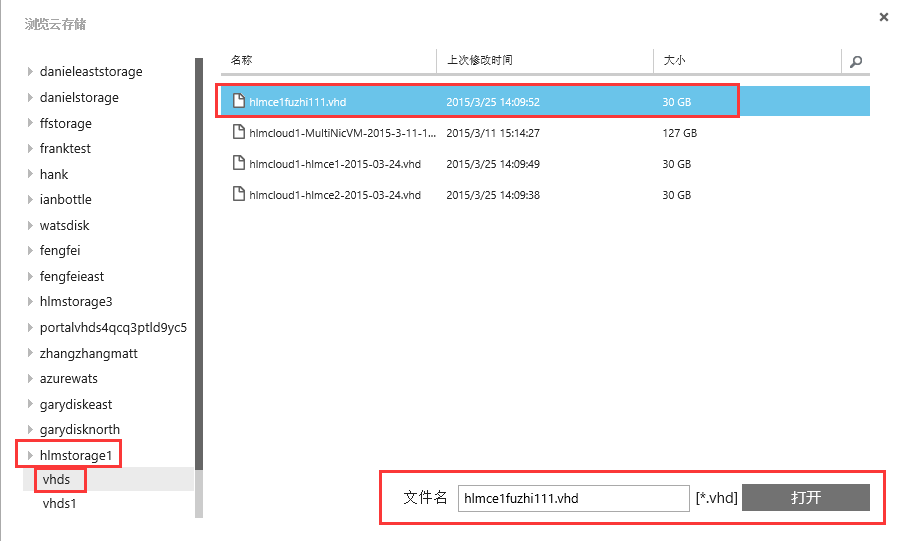 浏览云存储
danieleaststorage
danielstorage
ffstorage
franktest
hank
ianbottle
watsdisk
fengfei
fengfeieast
hlmstorage3
portalvhds4qcq3ptld9yc5
zhangzhangmatt
azurewats
garydiskeast
garydisknorth
hlmstorage1
vhds
vhds1
名称 上次修改时间 大小
hlmce1fuzhi111.vhd 2015/3/25 14:09:52 30 GB
hlmcloud1-MultiNicVM-2015-3-11-1... 2015/3/11 15:14:27 127 GB
hlmcloud1-hlmce1-2015-03-24.vhd 2015/3/25 14:09:49 30 GB
hlmcloud1-hlmce2-2015-03-24.vhd 2015/3/25 14:09:38 30 GB
文件名 hlmce1fuzhi111.vhd [*.vhd] 打开